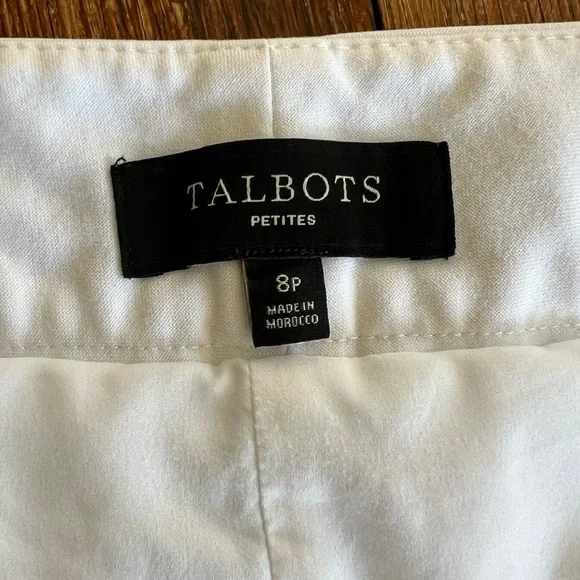 TALBOTS
PETITES
8P
MADE IN
MOROCCO